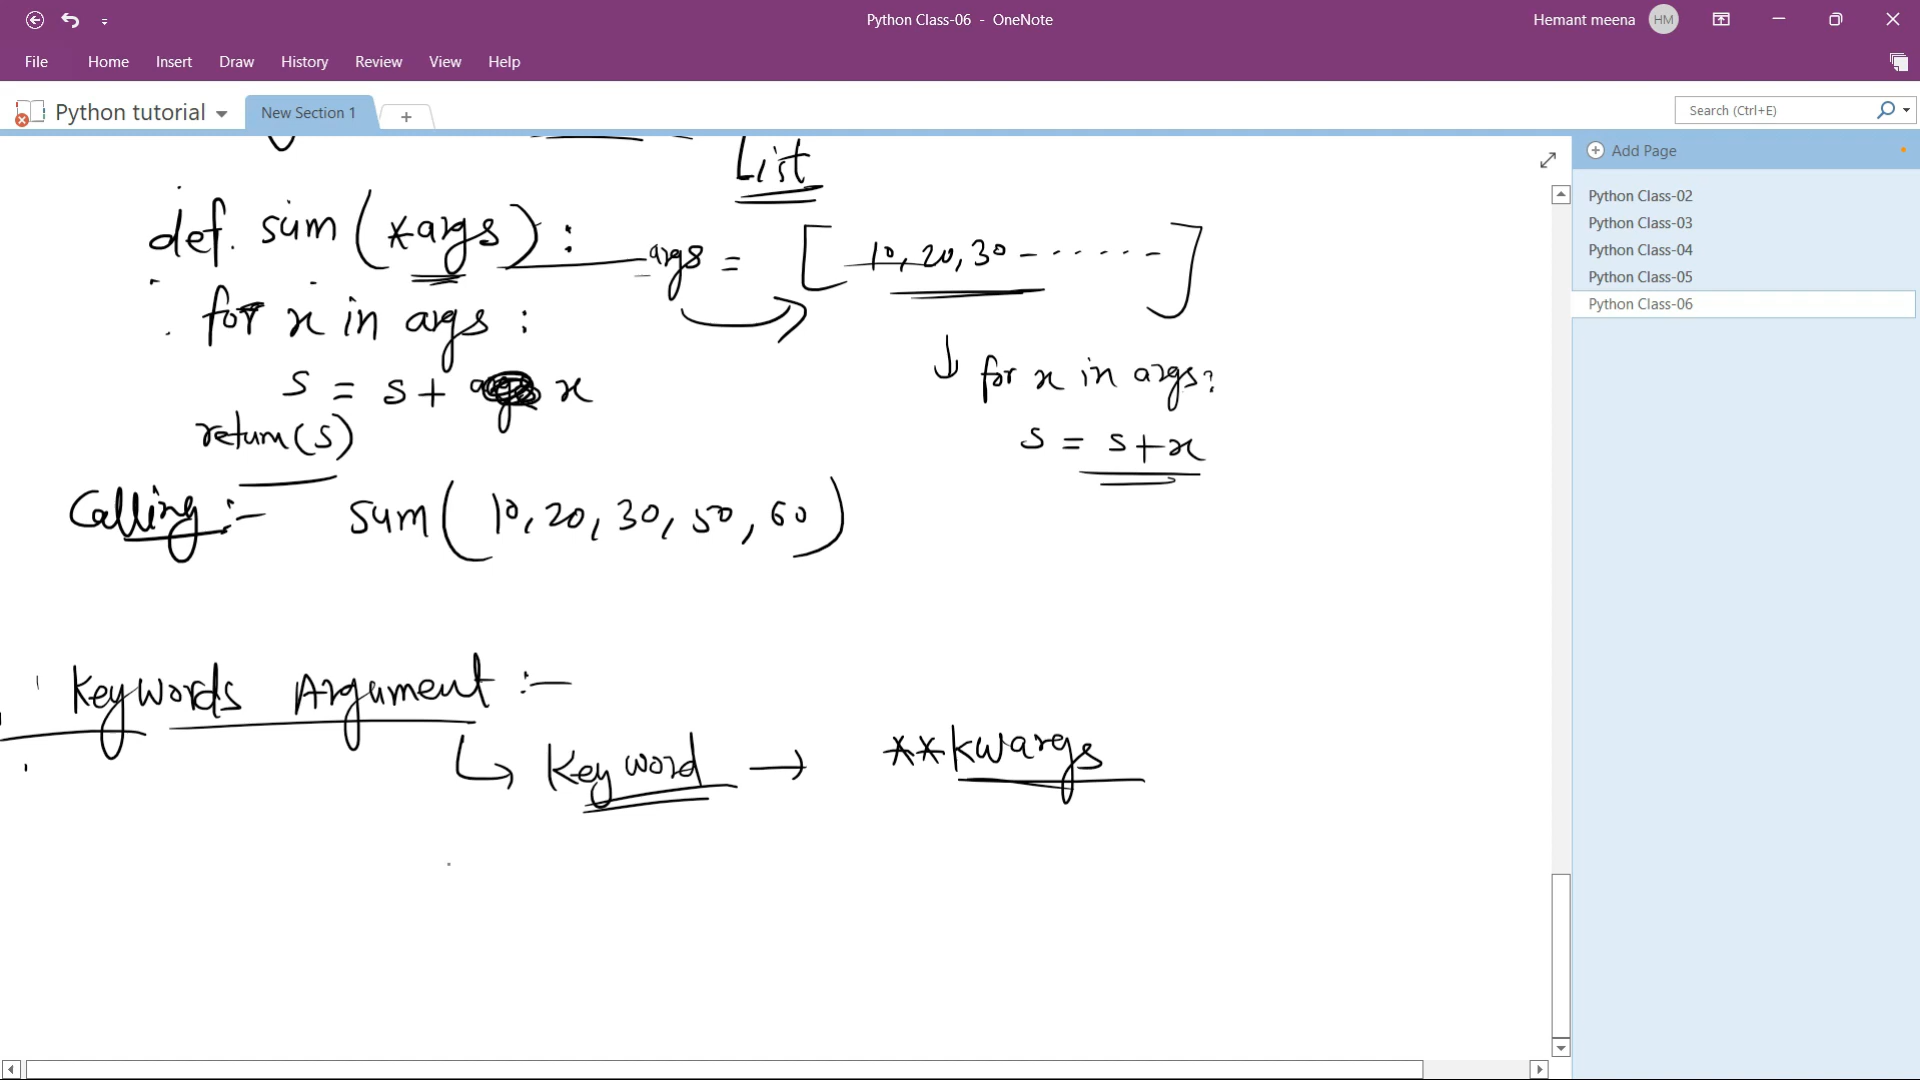 Python Class-06 - OneNote
Hemant meena HM
File Home Insert Draw History Review View Help
Python tutorial New Section 1 +
Search (Ctrl+E)
Add Page
Python Class-02
Python Class-03
Python Class-04
Python Class-05
Python Class-06
List
def. sum (*args) : args = [ 10, 20, 30 - ...... - ]
for x in args :
s = s + x
return (s)
for x in args:
s = s+x
Calling :- sum( 10, 20, 30, 50, 60 )
Keywords Argument :-
Keyword → **kwargs